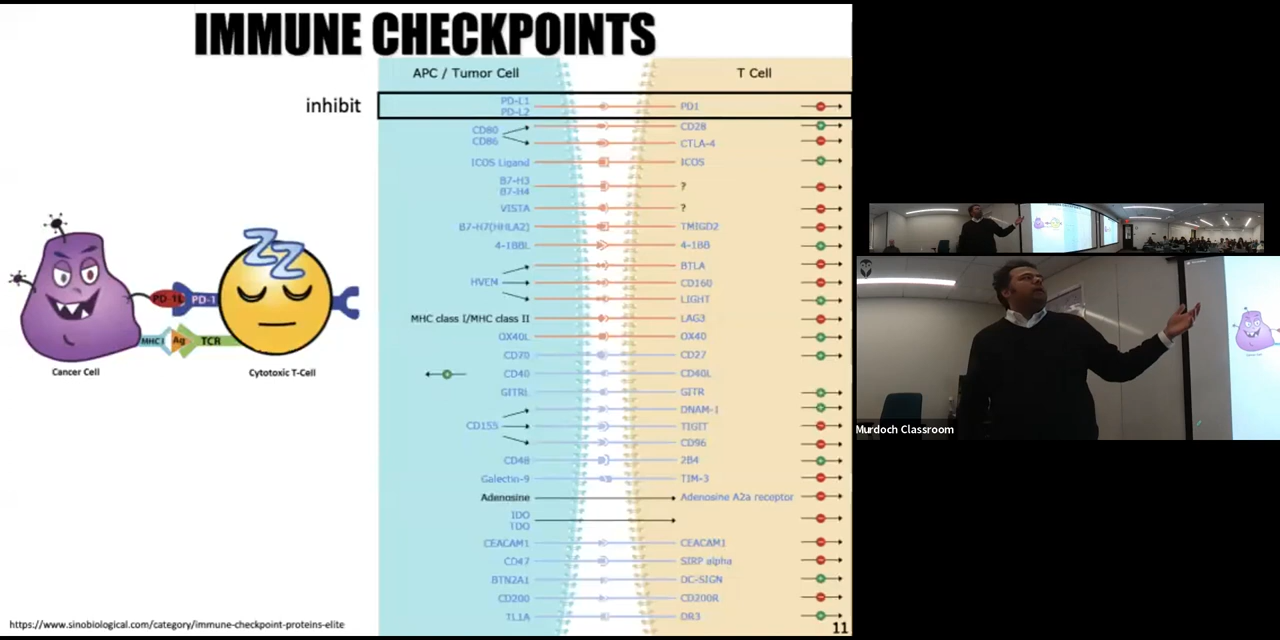 IMMUNE CHECKPOINTS
APC / Tumor Cell
T Cell
inhibit
PD-L1
PD-L2
PD1
CD80
CD86
CD28
CTLA-4
ICOS Ligand
ICOS
B7-H3
B7-H4
?
VISTA
?
B7-H7(HHLA2)
TMIGD2
4-1BBL
4-1BB
HVEM
BTLA
CD160
LIGHT
MHC class I/MHC class II
LAG3
OX40L
OX40
CD70
CD27
CD40
CD40L
GITRL
GITR
CD155
DNAM-1
TIGIT
CD96
CD48
2B4
Galectin-9
TIM-3
Adenosine
Adenosine A2a receptor
IDO
TDO
CEACAM1
CEACAM1
CD47
SIRP alpha
BTN2A1
DC-SIGN
CD200
CD200R
TL1A
DR3
ZZ
PD-1L
PD-1
MHC I
Ag
TCR
Cancer Cell
Cytotoxic T-Cell
https://www.sinobiological.com/category/immune-checkpoint-proteins-elite
11
Murdoch Classroom